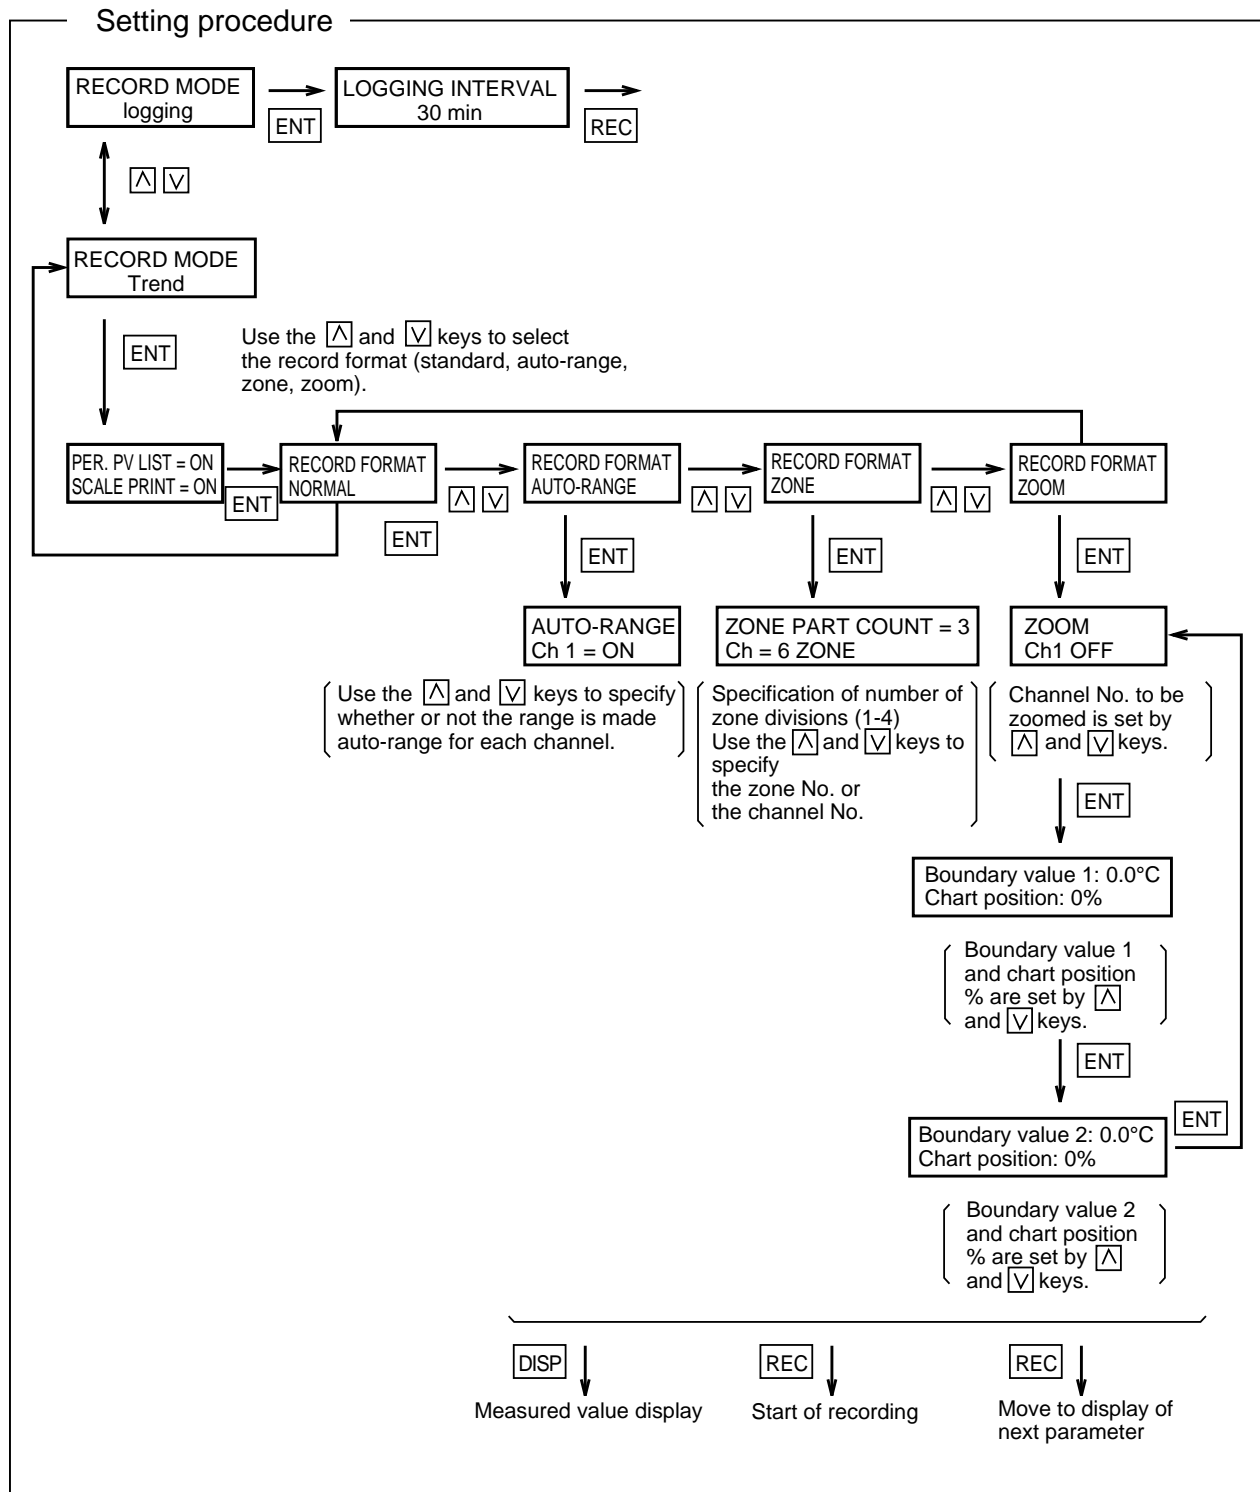 Setting procedure
RECORD MODE
logging
ENT
LOGGING INTERVAL
30 min
REC
∧ ∨
RECORD MODE
Trend
ENT
Use the ∧ and ∨ keys to select
the record format (standard, auto-range,
zone, zoom).
PER. PV LIST = ON
SCALE PRINT = ON
ENT
RECORD FORMAT
NORMAL
ENT
∧ ∨
RECORD FORMAT
AUTO-RANGE
∧ ∨
RECORD FORMAT
ZONE
∧ ∨
RECORD FORMAT
ZOOM
ENT
ENT
ENT
AUTO-RANGE
Ch 1 = ON
Use the ∧ and ∨ keys to specify
whether or not the range is made
auto-range for each channel.
ZONE PART COUNT = 3
Ch = 6 ZONE
Specification of number of
zone divisions (1-4)
Use the ∧ and ∨ keys to
specify
the zone No. or
the channel No.
ZOOM
Ch1 OFF
Channel No. to be
zoomed is set by
∧ and ∨ keys.
ENT
Boundary value 1: 0.0°C
Chart position: 0%
Boundary value 1
and chart position
% are set by ∧
and ∨ keys.
ENT
Boundary value 2: 0.0°C
Chart position: 0%
ENT
Boundary value 2
and chart position
% are set by ∧
and ∨ keys.
DISP
Measured value display
REC
Start of recording
REC
Move to display of
next parameter